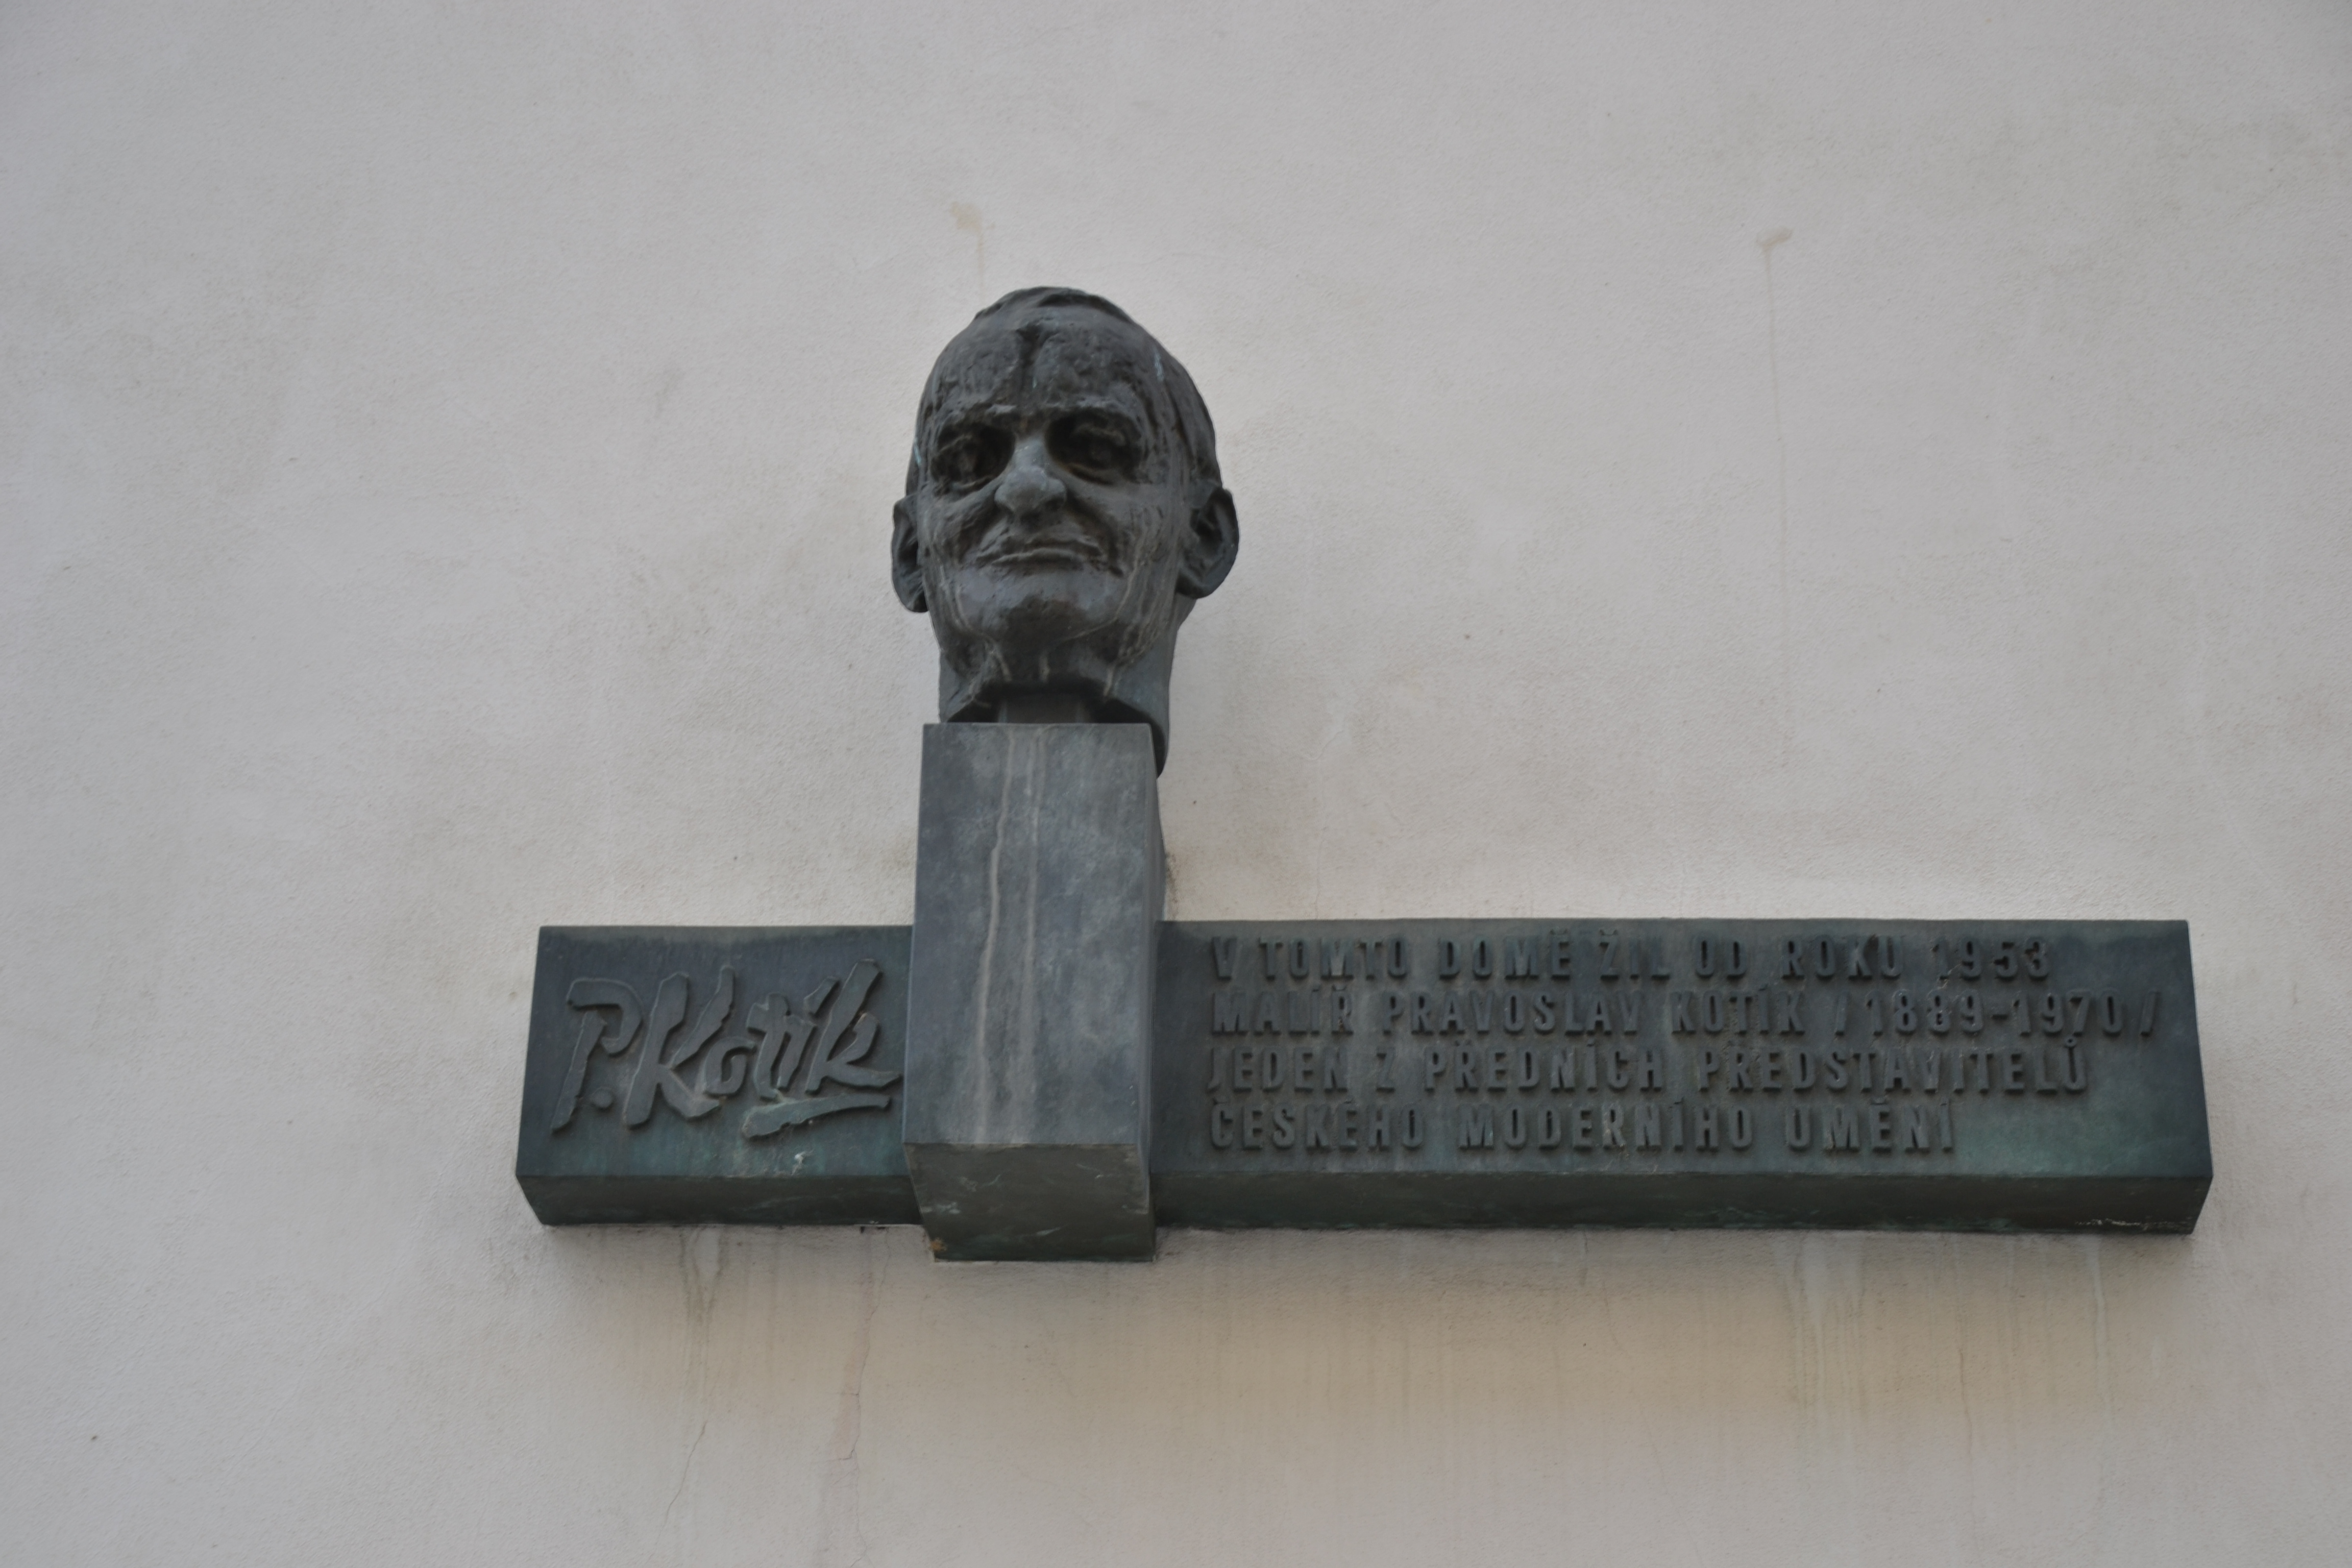 P. Kotík
V TOMTO DOMĚ ŽIL OD ROKU 1953
MALÍŘ PRAVOSLAV KOTÍK /1889-1970/
JEDEN Z PŘEDNÍCH PŘEDSTAVITELŮ
ČESKÉHO MODERNÍHO UMĚNÍ